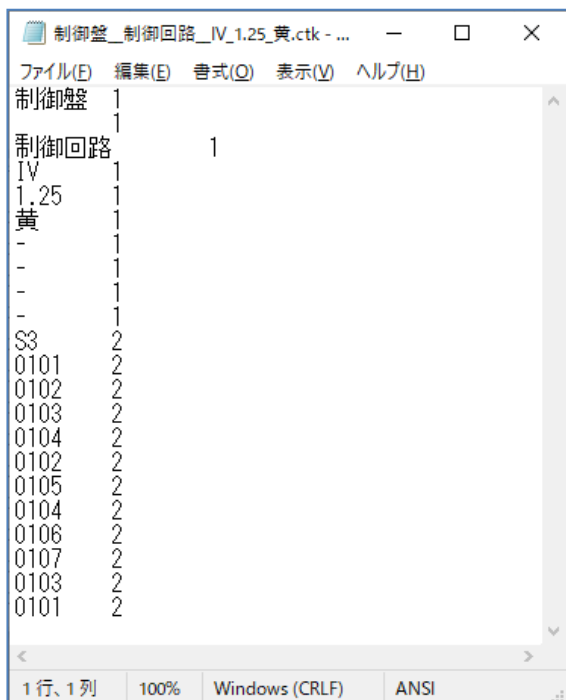 制御盤__制御回路__IV_1.25_黄.ctk - ...
ファイル(F) 編集(E) 書式(O) 表示(V) ヘルプ(H)
制御盤 1
1
制御回路 1
IV 1
1.25 1
黄 1
- 1
- 1
- 1
- 1
S3 2
0101 2
0102 2
0103 2
0104 2
0102 2
0105 2
0104 2
0106 2
0107 2
0103 2
0101 2
1行、1列 100% Windows (CRLF) ANSI